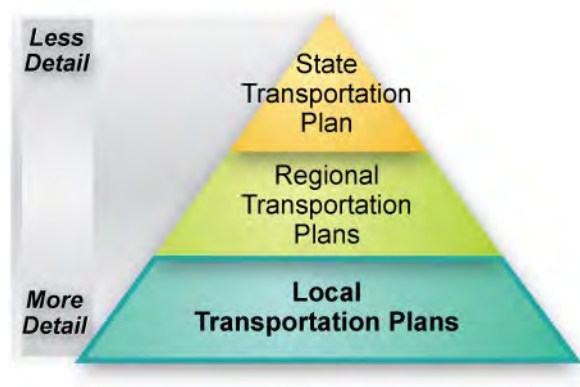 Less
Detail
State
Transportation
Plan
Regional
Transportation
Plans
More
Detail
Local
Transportation Plans